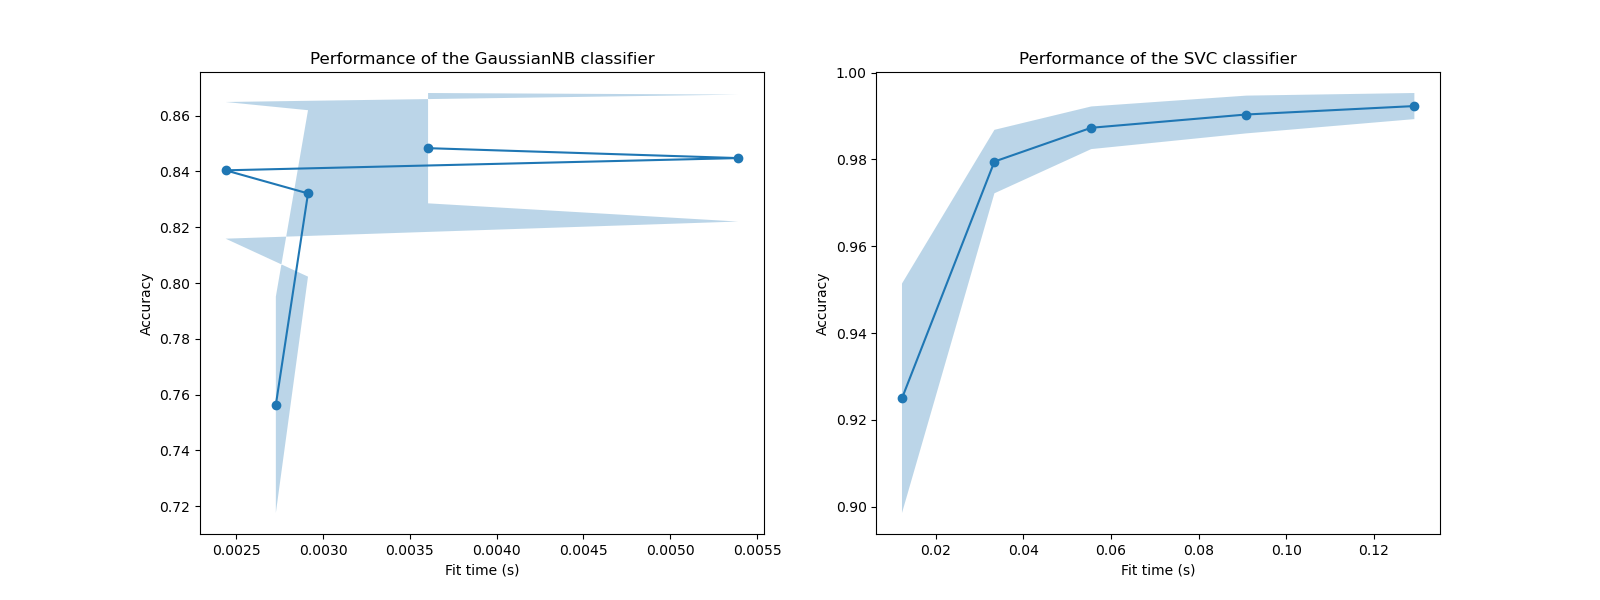 Performance of the GaussianNB classifier
Accuracy
0.86
0.84
0.82
0.80
0.78
0.76
0.74
0.72
0.0025 0.0030 0.0035 0.0040 0.0045 0.0050 0.0055
Fit time (s)
Performance of the SVC classifier
Accuracy
1.00
0.98
0.96
0.94
0.92
0.90
0.02 0.04 0.06 0.08 0.10 0.12
Fit time (s)